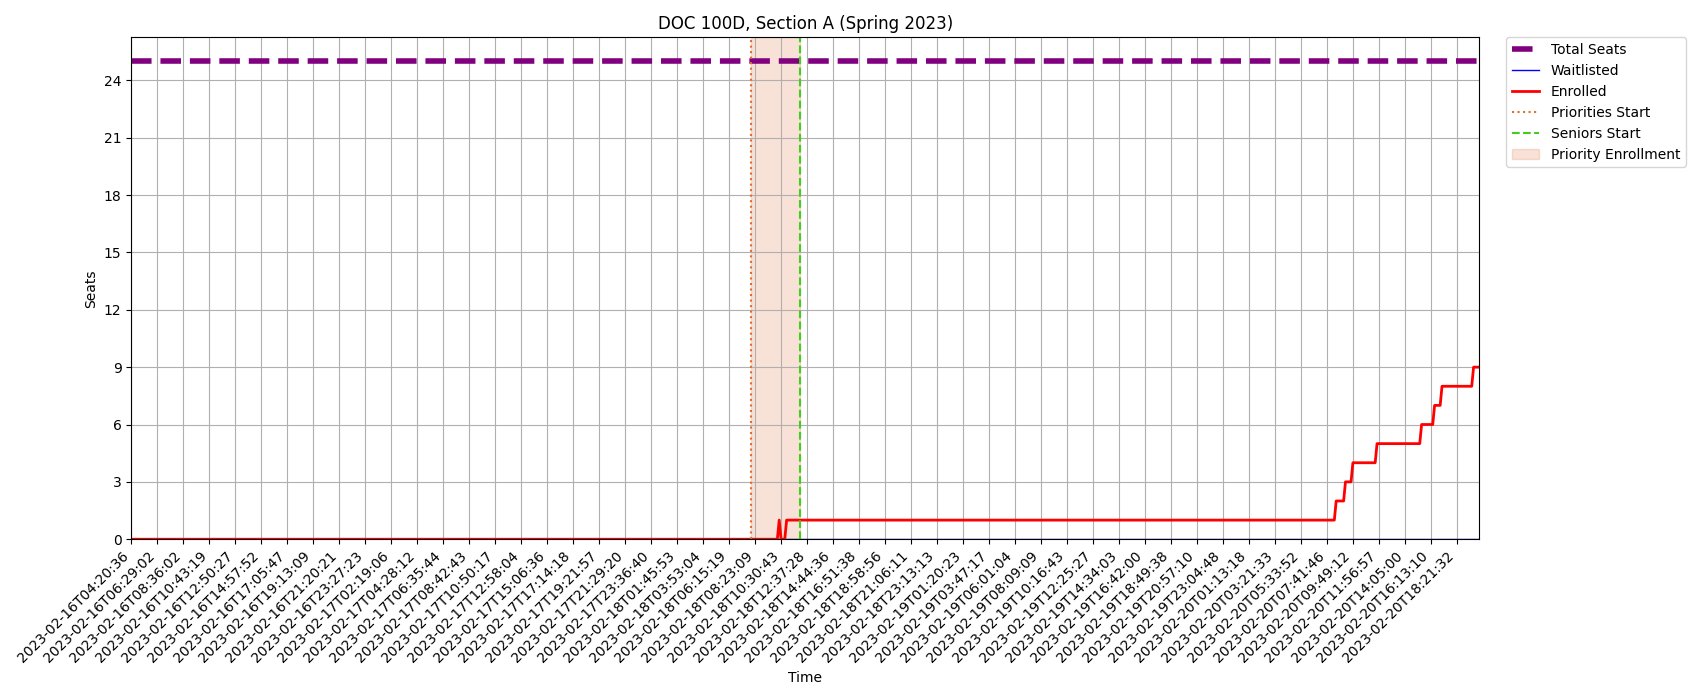 DOC 100D, Section A (Spring 2023)
Total Seats
Waitlisted
Enrolled
Priorities Start
Seniors Start
Priority Enrollment
Seats
24
21
18
15
12
9
6
3
0
2023-02-16T04:20:36
2023-02-16T06:29:02
2023-02-16T08:36:02
2023-02-16T10:43:19
2023-02-16T12:50:27
2023-02-16T14:57:52
2023-02-16T17:05:47
2023-02-16T19:13:09
2023-02-16T21:20:21
2023-02-16T23:27:23
2023-02-17T02:19:06
2023-02-17T04:28:12
2023-02-17T06:35:44
2023-02-17T08:42:43
2023-02-17T10:50:17
2023-02-17T12:58:04
2023-02-17T15:06:36
2023-02-17T17:14:18
2023-02-17T19:21:57
2023-02-17T21:29:20
2023-02-17T23:36:40
2023-02-18T01:45:53
2023-02-18T03:53:04
2023-02-18T06:15:19
2023-02-18T08:23:09
2023-02-18T10:30:43
2023-02-18T12:37:28
2023-02-18T14:44:36
2023-02-18T16:51:38
2023-02-18T18:58:56
2023-02-18T21:06:11
2023-02-18T23:13:13
2023-02-19T01:20:23
2023-02-19T03:47:17
2023-02-19T06:01:04
2023-02-19T08:09:09
2023-02-19T10:16:43
2023-02-19T12:25:27
2023-02-19T14:34:03
2023-02-19T16:42:00
2023-02-19T18:49:38
2023-02-19T20:57:10
2023-02-19T23:04:48
2023-02-20T01:13:18
2023-02-20T03:21:33
2023-02-20T05:33:52
2023-02-20T07:41:46
2023-02-20T09:49:12
2023-02-20T11:56:57
2023-02-20T14:05:00
2023-02-20T16:13:10
2023-02-20T18:21:32
Time